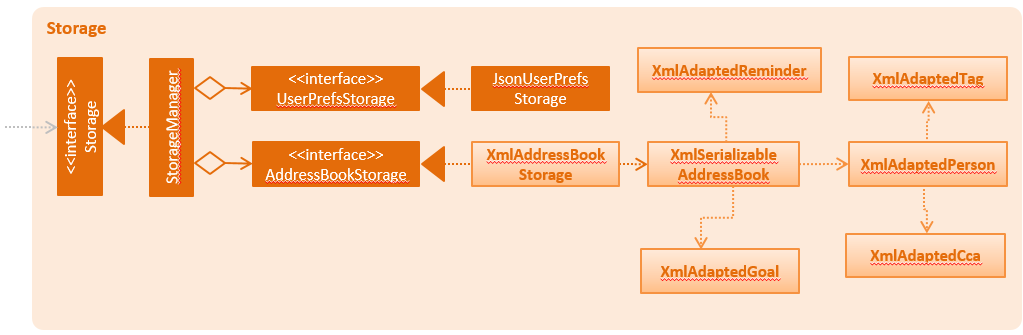 Storage
<<interface>>
Storage
StorageManager
<<interface>>
UserPrefsStorage
JsonUserPrefs
Storage
<<interface>>
AddressBookStorage
XmlAddressBook
Storage
XmlSerializable
AddressBook
XmlAdaptedReminder
XmlAdaptedGoal
XmlAdaptedTag
XmlAdaptedPerson
XmlAdaptedCca